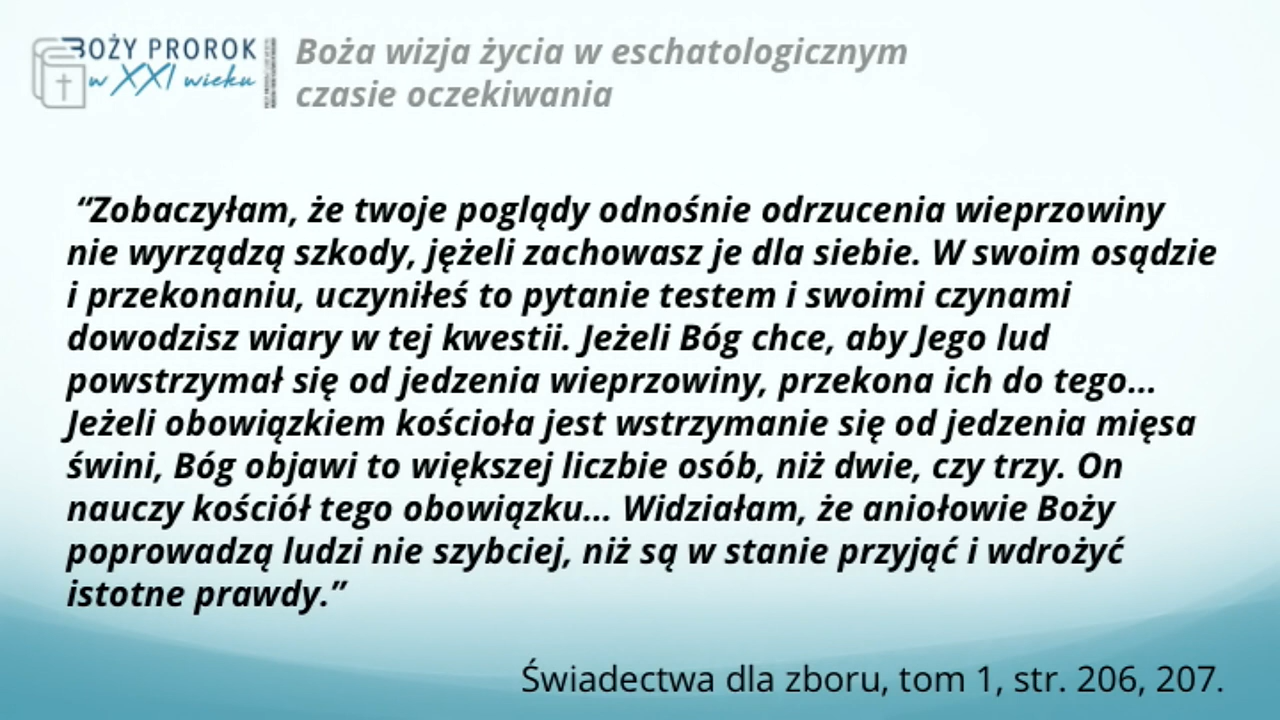 BOŻY PROROK
w XXI wieku
Boża wizja życia w eschatologicznym
czasie oczekiwania
“Zobaczyłam, że twoje poglądy odnośnie odrzucenia wieprzowiny
nie wyrządzą szkody, jężeli zachowasz je dla siebie. W swoim osądzie
i przekonaniu, uczyniłeś to pytanie testem i swoimi czynami
dowodzisz wiary w tej kwestii. Jeżeli Bóg chce, aby Jego lud
powstrzymał się od jedzenia wieprzowiny, przekona ich do tego...
Jeżeli obowiązkiem kościoła jest wstrzymanie się od jedzenia mięsa
świni, Bóg objawi to większej liczbie osób, niż dwie, czy trzy. On
nauczy kościół tego obowiązku... Widziałam, że aniołowie Boży
poprowadzą ludzi nie szybciej, niż są w stanie przyjąć i wdrożyć
istotne prawdy.”
Świadectwa dla zboru, tom 1, str. 206, 207.